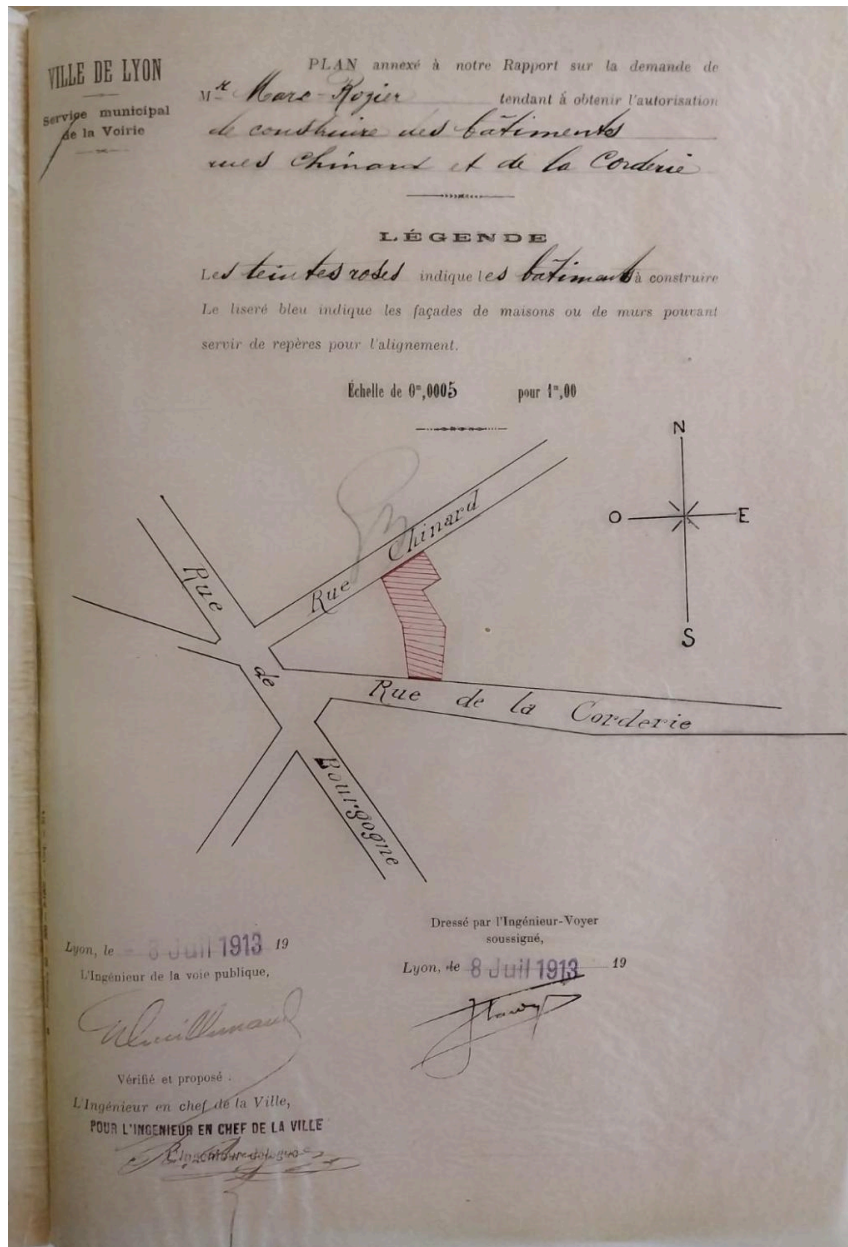 VILLE DE LYON
Service municipal
de la Voirie
PLAN annexé à notre Rapport sur la demande de
Mr Marc-Rozier tendant à obtenir l'autorisation
de construire des bâtiments
rues Chinard et de la Corderie
LÉGENDE
Les teintes roses indique les bâtiments à construire
Le liseré bleu indique les façades de maisons ou de murs pouvant
servir de repères pour l'alignement.
Échelle de 0m,0005 pour 1m,00
N
O E
S
Rue Chinard
Rue de Bourgogne
Rue de la Corderie
Dressé par l'Ingénieur-Voyer
soussigné,
Lyon, le 8 Juil 1913 19
Lyon, le 8 Juil 1913 19
L'Ingénieur de la voie publique,
Vérifié et proposé :
L'Ingénieur en chef de la Ville,
POUR L'INGENIEUR EN CHEF DE LA VILLE